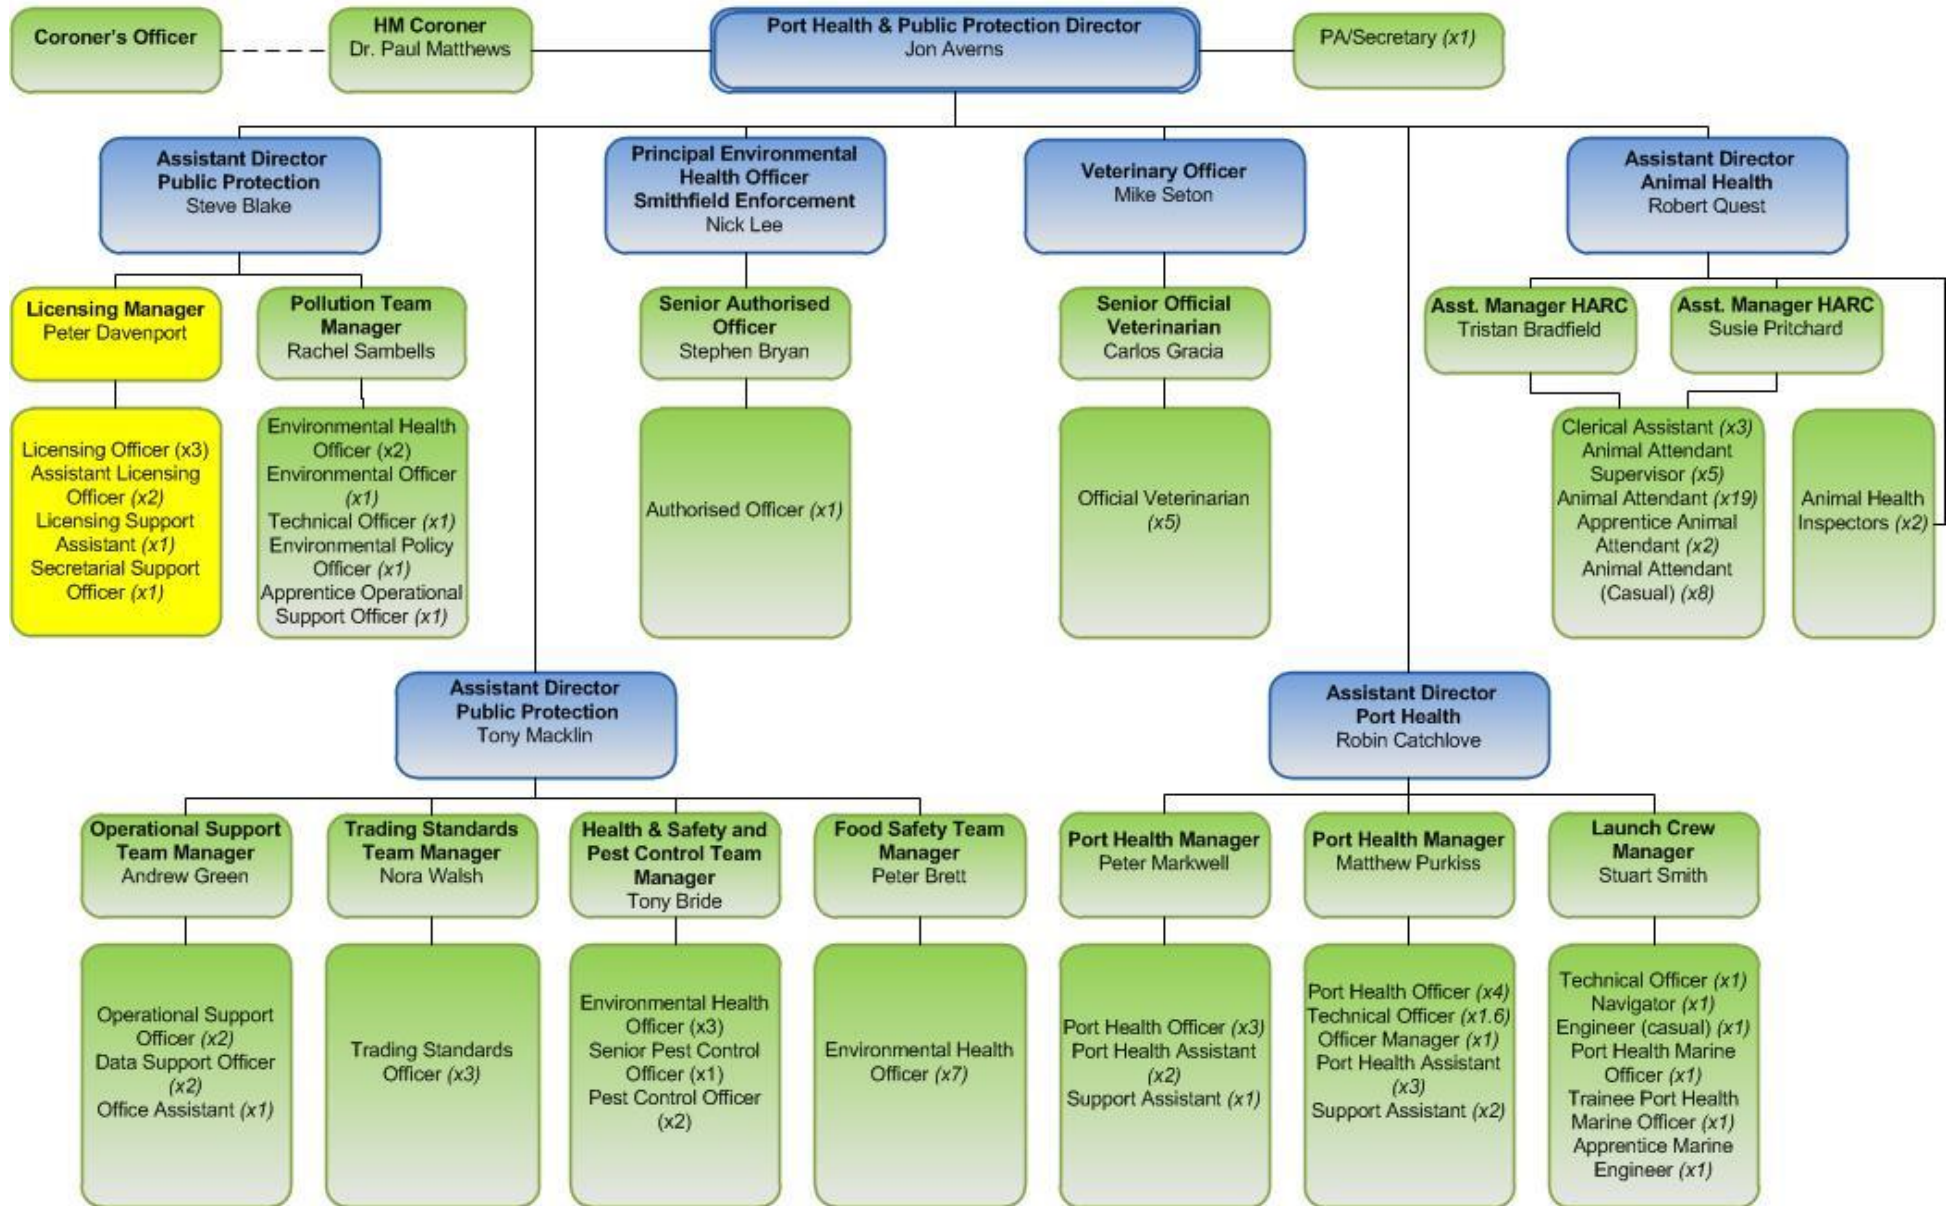 Coroner's Officer
HM Coroner
Dr. Paul Matthews
Port Health & Public Protection Director
Jon Averns
PA/Secretary (x1)
Assistant Director
Public Protection
Steve Blake
Principal Environmental
Health Officer
Smithfield Enforcement
Nick Lee
Veterinary Officer
Mike Seton
Assistant Director
Animal Health
Robert Quest
Licensing Manager
Peter Davenport
Pollution Team
Manager
Rachel Sambells
Senior Authorised
Officer
Stephen Bryan
Senior Official
Veterinarian
Carlos Gracia
Asst. Manager HARC
Tristan Bradfield
Asst. Manager HARC
Susie Pritchard
Licensing Officer (x3)
Assistant Licensing
Officer (x2)
Licensing Support
Assistant (x1)
Secretarial Support
Officer (x1)
Environmental Health
Officer (x2)
Environmental Officer
(x1)
Technical Officer (x1)
Environmental Policy
Officer (x1)
Apprentice Operational
Support Officer (x1)
Authorised Officer (x1)
Official Veterinarian
(x5)
Clerical Assistant (x3)
Animal Attendant
Supervisor (x5)
Animal Attendant (x19)
Apprentice Animal
Attendant (x2)
Animal Attendant
(Casual) (x8)
Animal Health
Inspectors (x2)
Assistant Director
Public Protection
Tony Macklin
Assistant Director
Port Health
Robin Catchlove
Operational Support
Team Manager
Andrew Green
Trading Standards
Team Manager
Nora Walsh
Health & Safety and
Pest Control Team
Manager
Tony Bride
Food Safety Team
Manager
Peter Brett
Port Health Manager
Peter Markwell
Port Health Manager
Matthew Purkiss
Launch Crew
Manager
Stuart Smith
Operational Support
Officer (x2)
Data Support Officer
(x2)
Office Assistant (x1)
Trading Standards
Officer (x3)
Environmental Health
Officer (x3)
Senior Pest Control
Officer (x1)
Pest Control Officer
(x2)
Environmental Health
Officer (x7)
Port Health Officer (x3)
Port Health Assistant
(x2)
Support Assistant (x1)
Port Health Officer (x4)
Technical Officer (x1.6)
Officer Manager (x1)
Port Health Assistant
(x3)
Support Assistant (x2)
Technical Officer (x1)
Navigator (x1)
Engineer (casual) (x1)
Port Health Marine
Officer (x1)
Trainee Port Health
Marine Officer (x1)
Apprentice Marine
Engineer (x1)